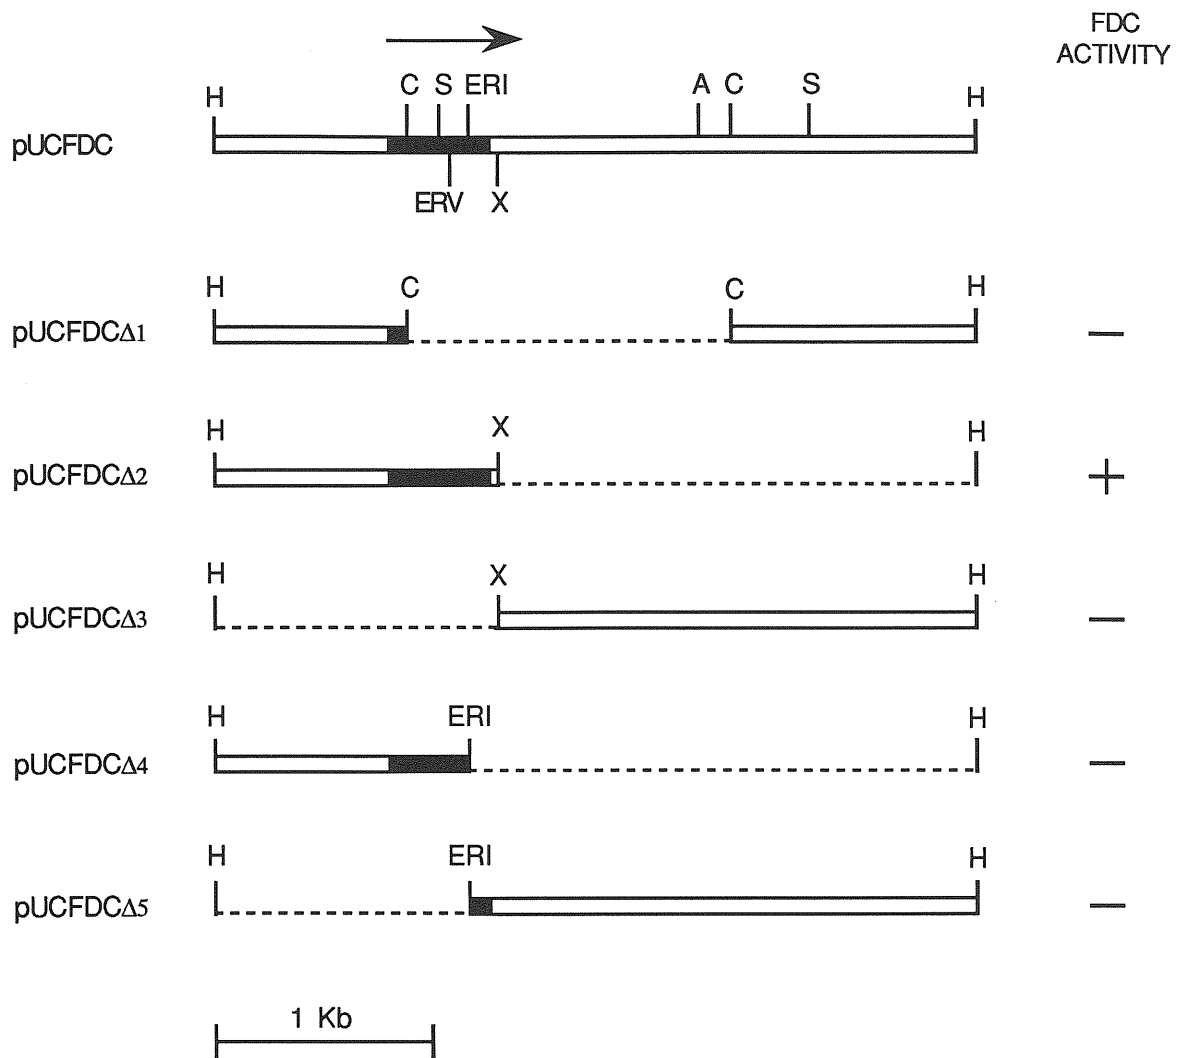 FDC
ACTIVITY
H C S ERI A C S H
pUCFDC
ERV X
H C C H
pUCFDCΔ1 —
H X H
pUCFDCΔ2 +
H X H
pUCFDCΔ3 —
H ERI H
pUCFDCΔ4 —
H ERI H
pUCFDCΔ5 —
1 Kb